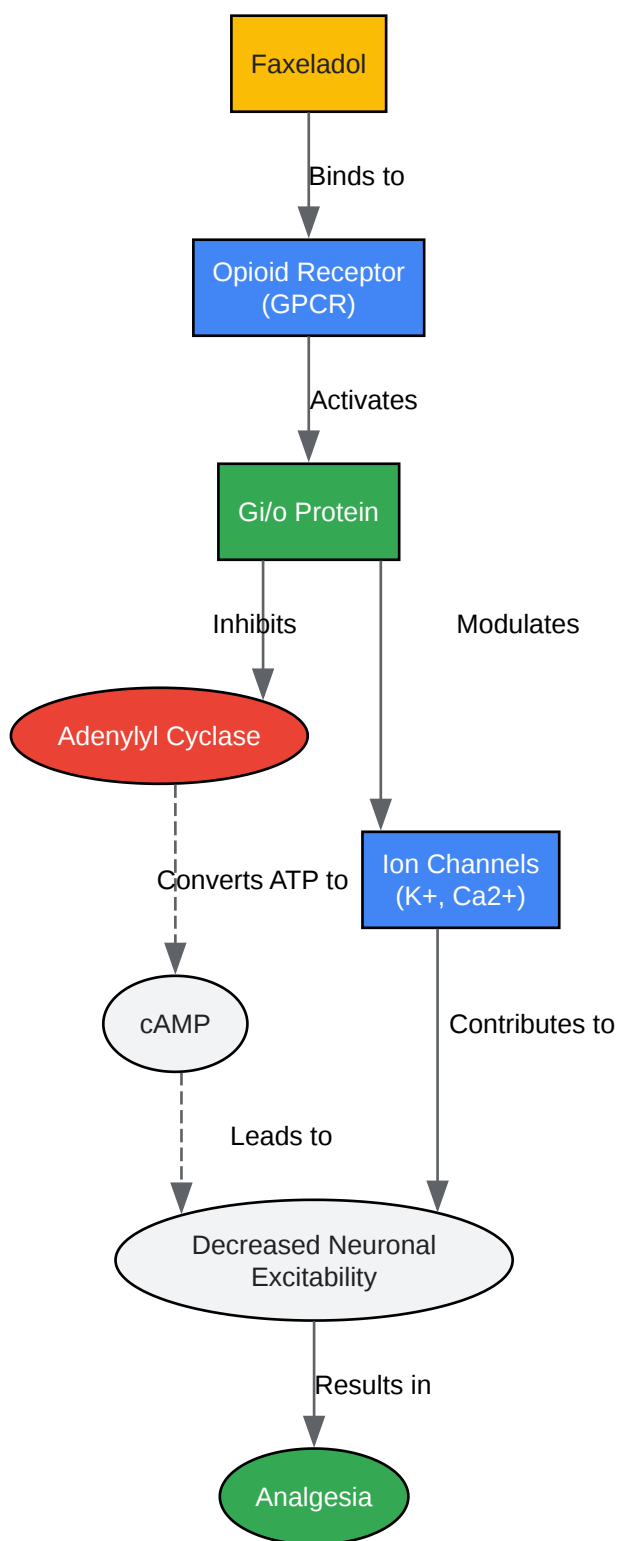 Faxeladol
Binds to
Opioid Receptor
(GPCR)
Activates
Gi/o Protein
Inhibits
Modulates
Adenylyl Cyclase
Converts ATP to
Ion Channels
(K+, Ca2+)
cAMP
Contributes to
Leads to
Decreased Neuronal
Excitability
Results in
Analgesia